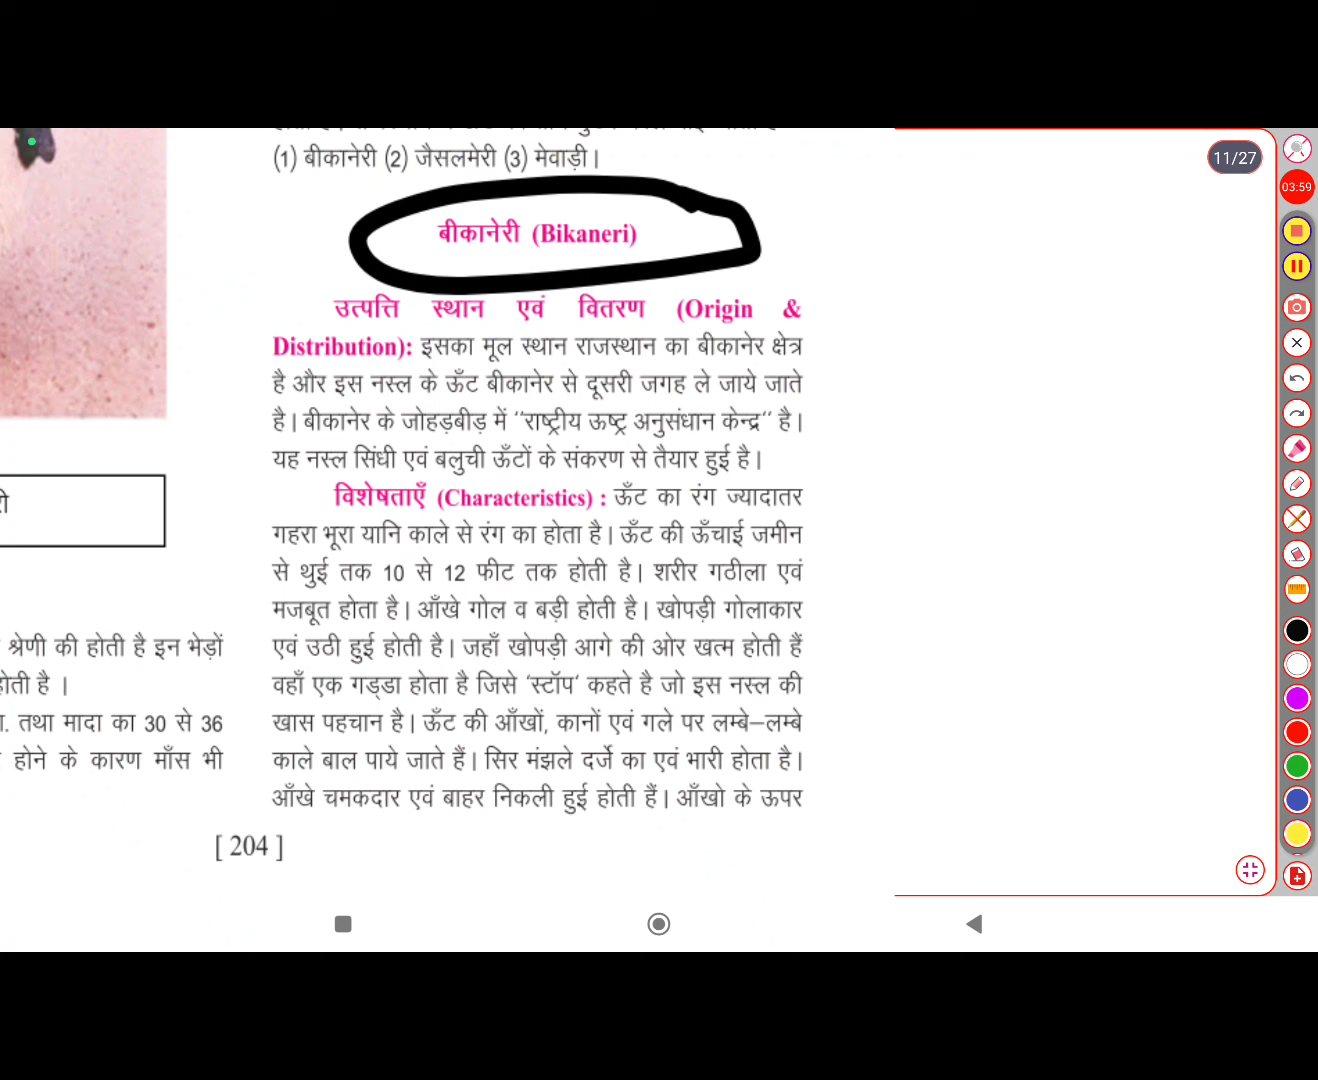 (1) बीकानेरी (2) जैसलमेरी (3) मेवाड़ी।
बीकानेरी (Bikaneri)
उत्पत्ति स्थान एवं वितरण (Origin &
Distribution): इसका मूल स्थान राजस्थान का बीकानेर क्षेत्र
है और इस नस्ल के ऊँट बीकानेर से दूसरी जगह ले जाये जाते
है। बीकानेर के जोहड़बीड़ में ''राष्ट्रीय ऊष्ट्र अनुसंधान केन्द्र'' है।
यह नस्ल सिंधी एवं बलुची ऊँटों के संकरण से तैयार हुई है।
विशेषताएँ (Characteristics) : ऊँट का रंग ज्यादातर
गहरा भूरा यानि काले से रंग का होता है। ऊँट की ऊँचाई जमीन
से थुई तक 10 से 12 फीट तक होती है। शरीर गठीला एवं
मजबूत होता है। आँखे गोल व बड़ी होती है। खोपड़ी गोलाकार
एवं उठी हुई होती है। जहाँ खोपड़ी आगे की ओर खत्म होती हैं
वहाँ एक गड्डा होता है जिसे 'स्टॉप' कहते है जो इस नस्ल की
खास पहचान है। ऊँट की आँखों, कानों एवं गले पर लम्बे–लम्बे
काले बाल पाये जाते हैं। सिर मंझले दर्जे का एवं भारी होता है।
आँखे चमकदार एवं बाहर निकली हुई होती हैं। आँखो के ऊपर
श्रेणी की होती है इन भेड़ों
होती है ।
तथा मादा का 30 से 36
होने के कारण माँस भी
[ 204 ]
11/27
03:59